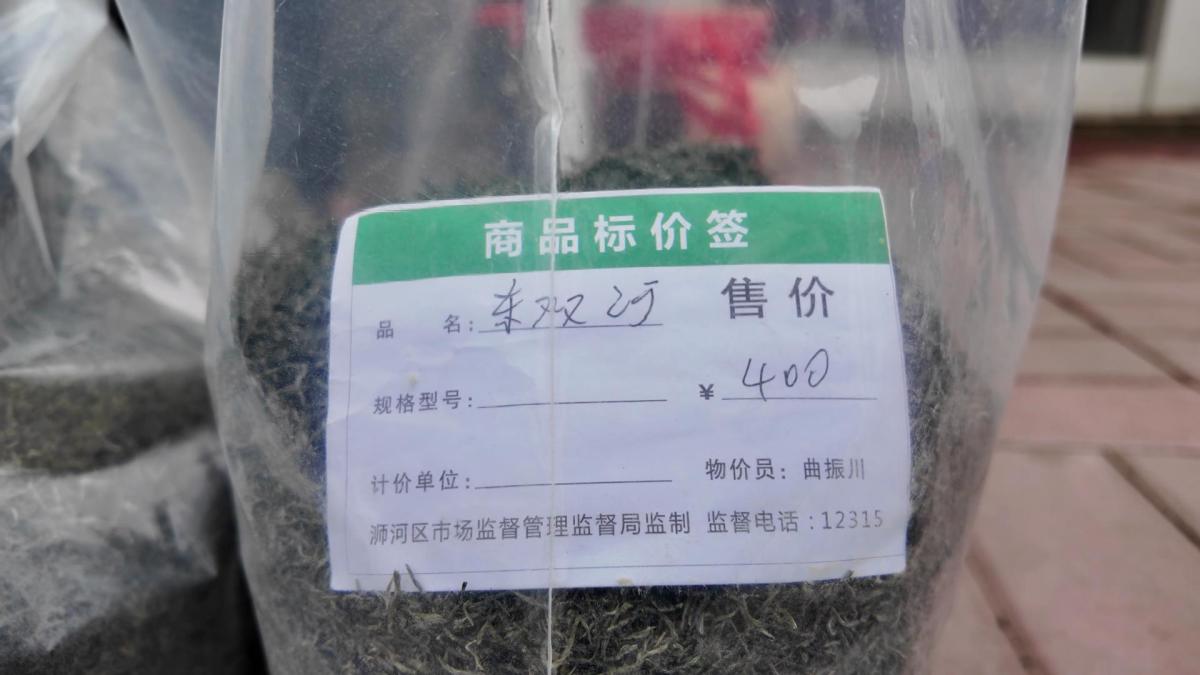 商品标价签
品 名: 东双河 售价
规格型号: ¥ 400
计价单位: 物价员: 曲振川
浉河区市场监督管理监督局监制 监督电话: 12315